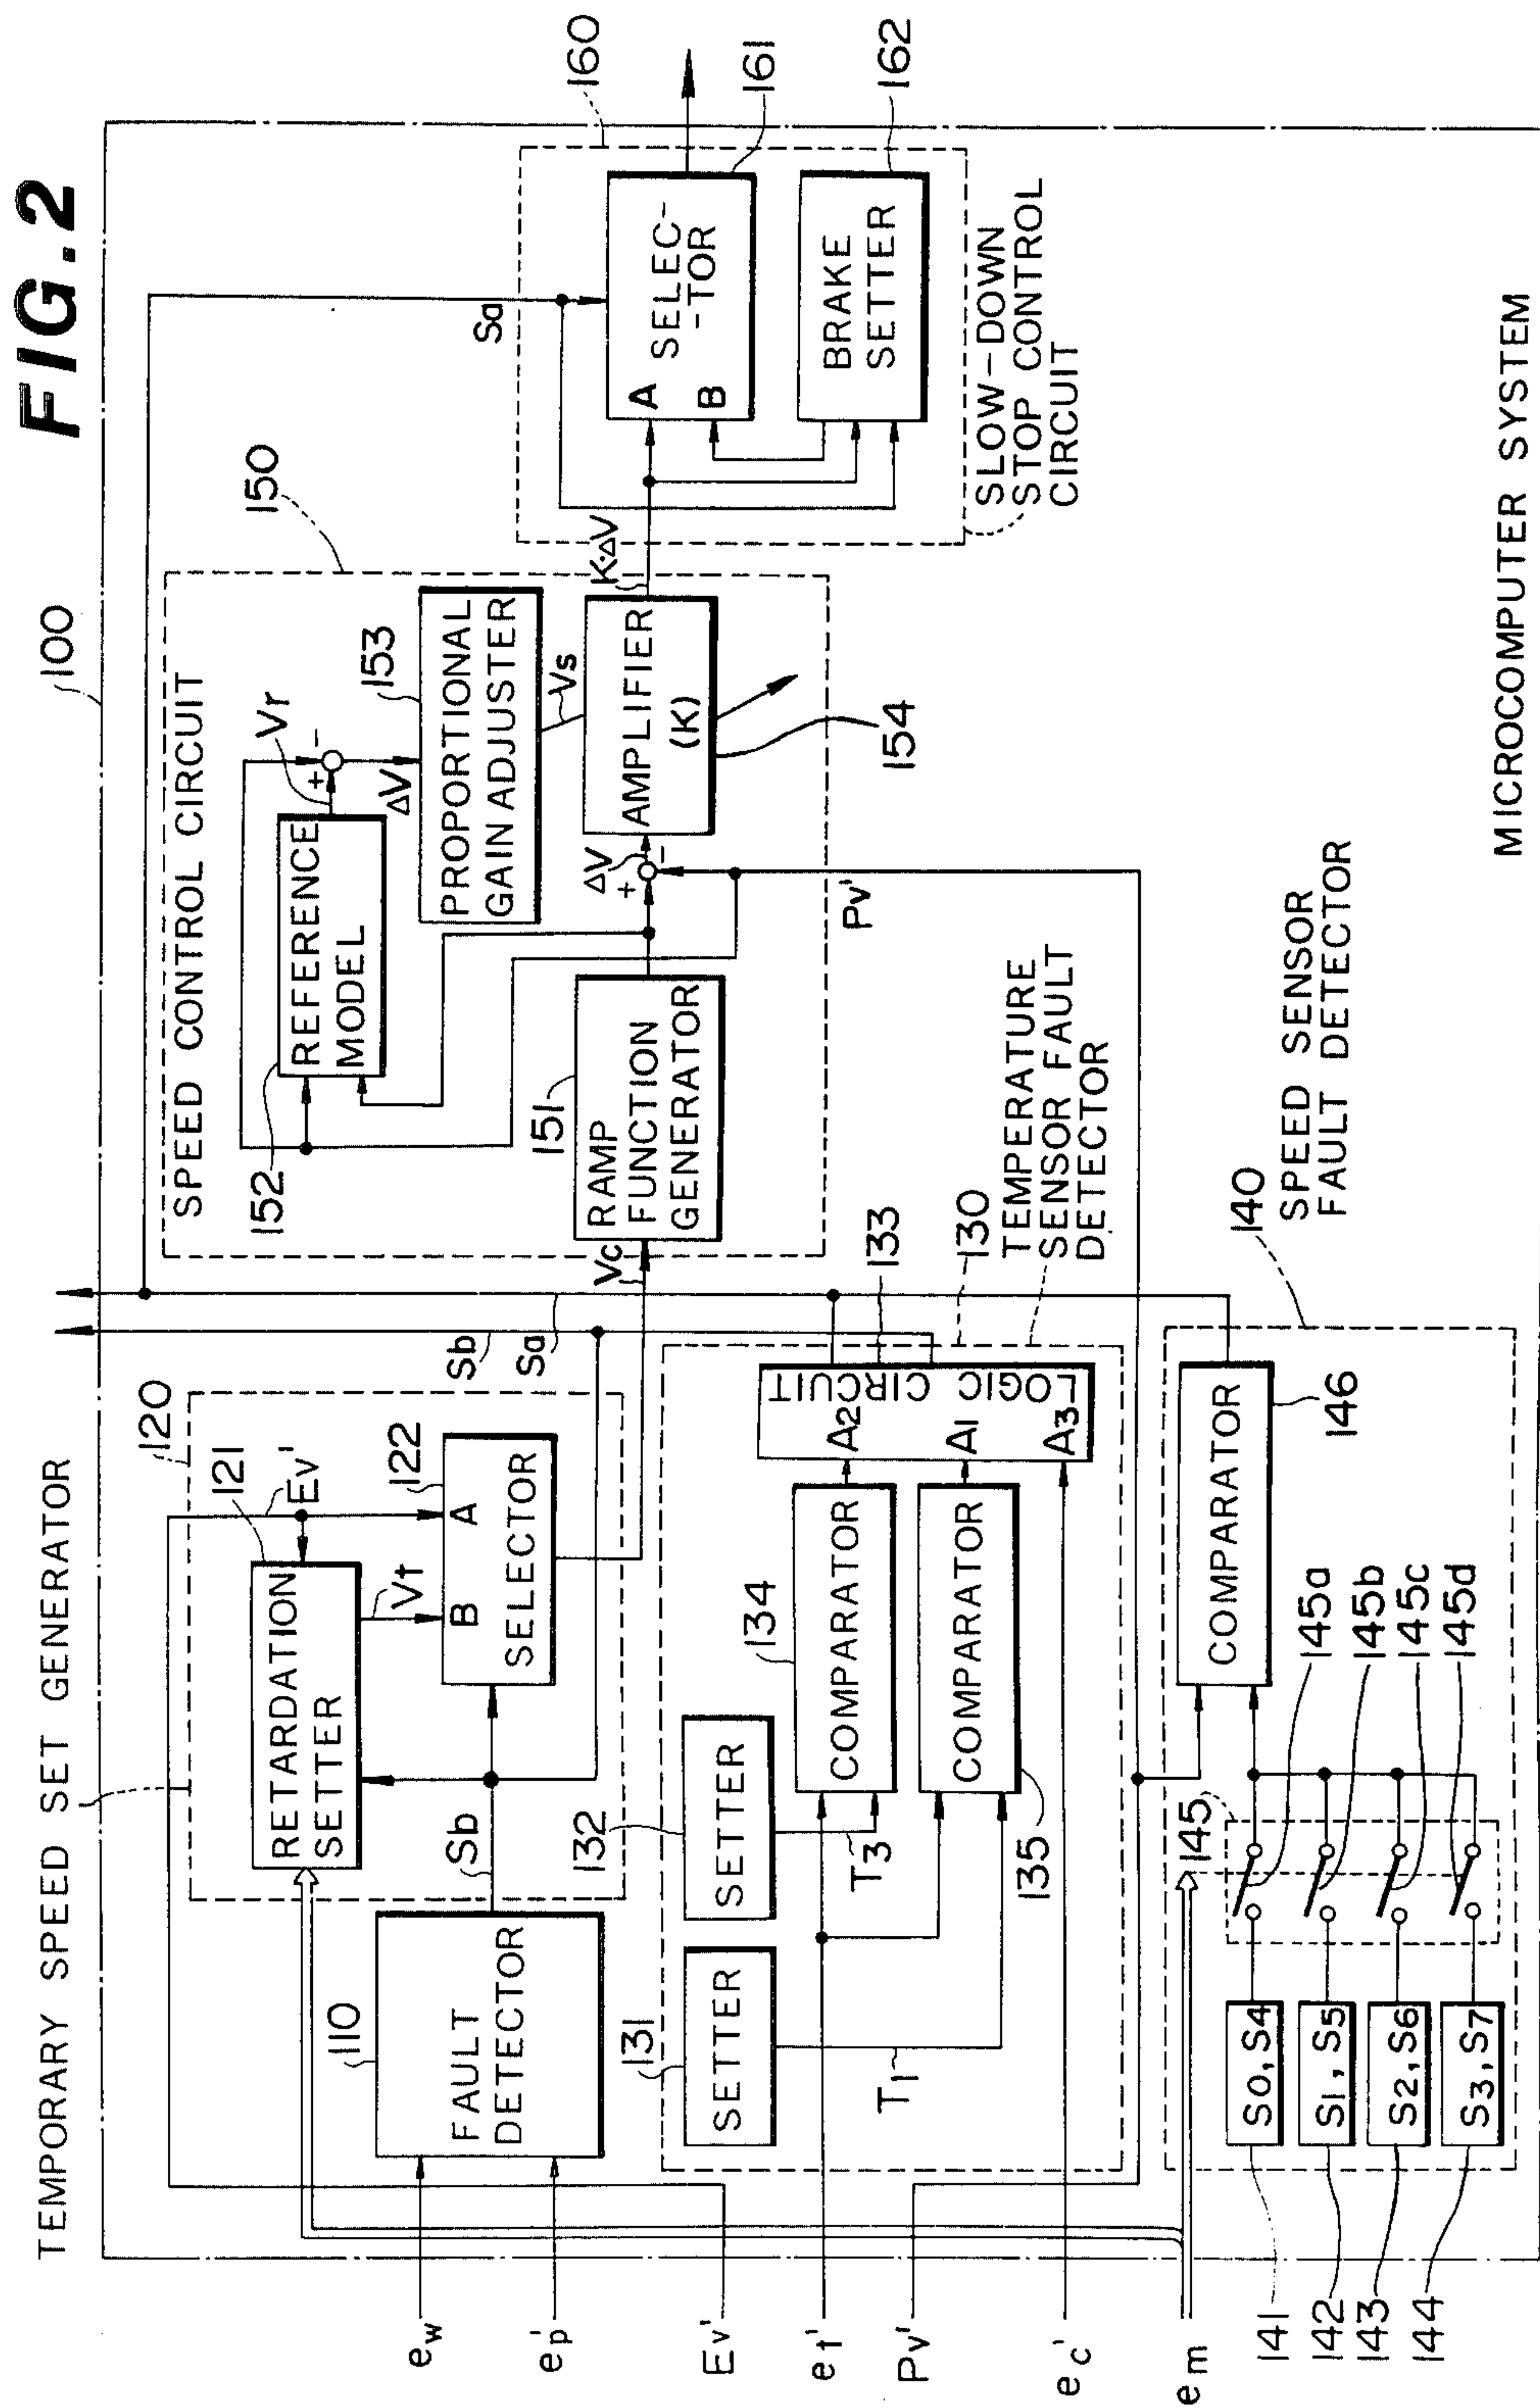 FIG.2
100
TEMPORARY SPEED SET GENERATOR
120
121
Ev'
RETARDATION
SETTER
Vt
122
B
A
SELECTOR
Sb
110
FAULT
DETECTOR
Sb
Sa
Vc
SPEED CONTROL CIRCUIT
150
152
REFERENCE
MODEL
Vr
+
-
ΔV
153
PROPORTIONAL
GAIN ADJUSTER
Vs
151
RAMP
FUNCTION
GENERATOR
+
-
ΔV
AMPLIFIER
(K)
154
K·ΔV
Pv'
Sa
160
A
B
SELEC-
-TOR
161
BRAKE
SETTER
162
SLOW-DOWN
STOP CONTROL
CIRCUIT
131
SETTER
132
SETTER
T1
T3
134
COMPARATOR
COMPARATOR
135
A2
A1
A3
LOGIC CIRCUIT
133
130
TEMPERATURE
SENSOR FAULT
DETECTOR
140
SPEED SENSOR
FAULT DETECTOR
COMPARATOR
146
145
145a
145b
145c
145d
S0, S4
S1, S5
S2, S6
S3, S7
141
142
143
144
ew
ep'
Ev'
et'
Pv'
ec'
em
MICROCOMPUTER SYSTEM